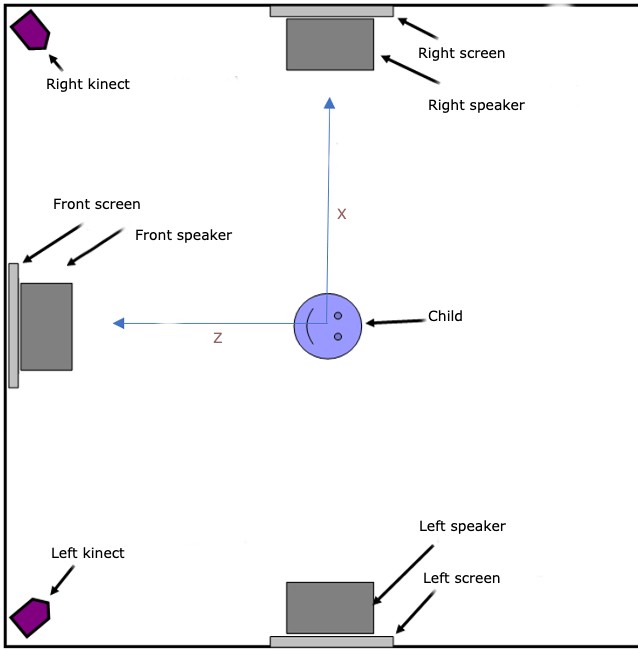 Right screen
Right kinect
Right speaker
Front screen
X
Front speaker
Child
Z
Left speaker
Left kinect
Left screen